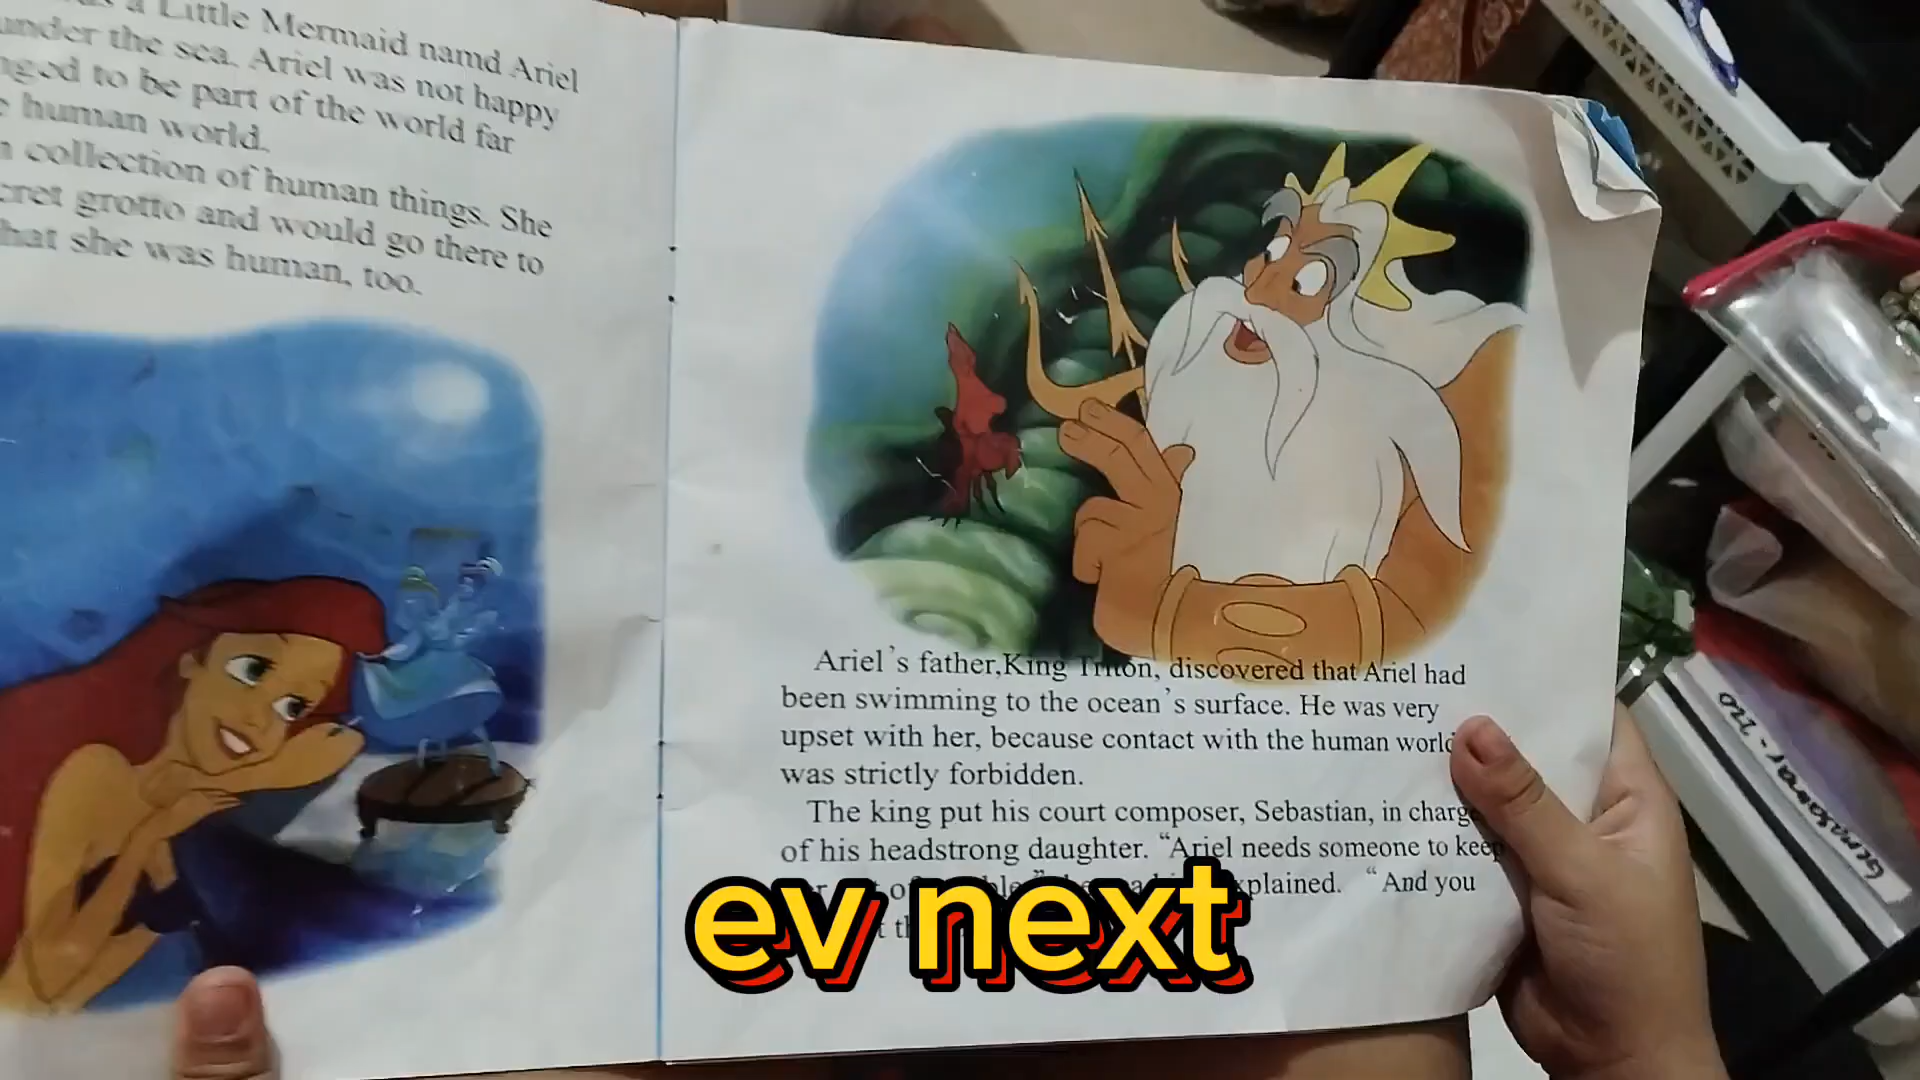 a Little Mermaid namd Ariel
under the sea. Ariel was not happy
to be part of the world far
human world.
collection of human things. She
grotto and would go there to
that she was human, too.
Ariel's father,King Triton, discovered that Ariel had
been swimming to the ocean's surface. He was very
upset with her, because contact with the human world
was strictly forbidden.
The king put his court composer, Sebastian, in charge
of his headstrong daughter. “Ariel needs someone to keep
of explained. “And you
ev next